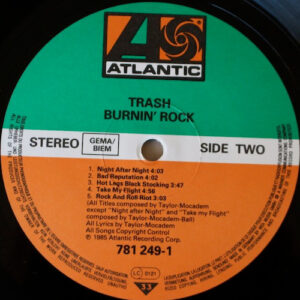 ATLANTIC
TRASH
BURNIN' ROCK
STEREO
GEMA/
BIEM
SIDE TWO
1. Night After Night 4:03
2. Bad Reputation 4:02
3. Hot Legs Black Stocking 3:47
4. Take My Flight 4:56
5. Rock And Roll Riot 3:03
(All Titles composed by Taylor-Mocadem
except "Night after Night" and "Take my Flight"
composed by Taylor-Mocadem-Ball)
All Lyrics by Taylor-Mocadem
All Songs Copyright Control
℗ 1985 Atlantic Recording Corp.
781 249-1
LC 0121
33